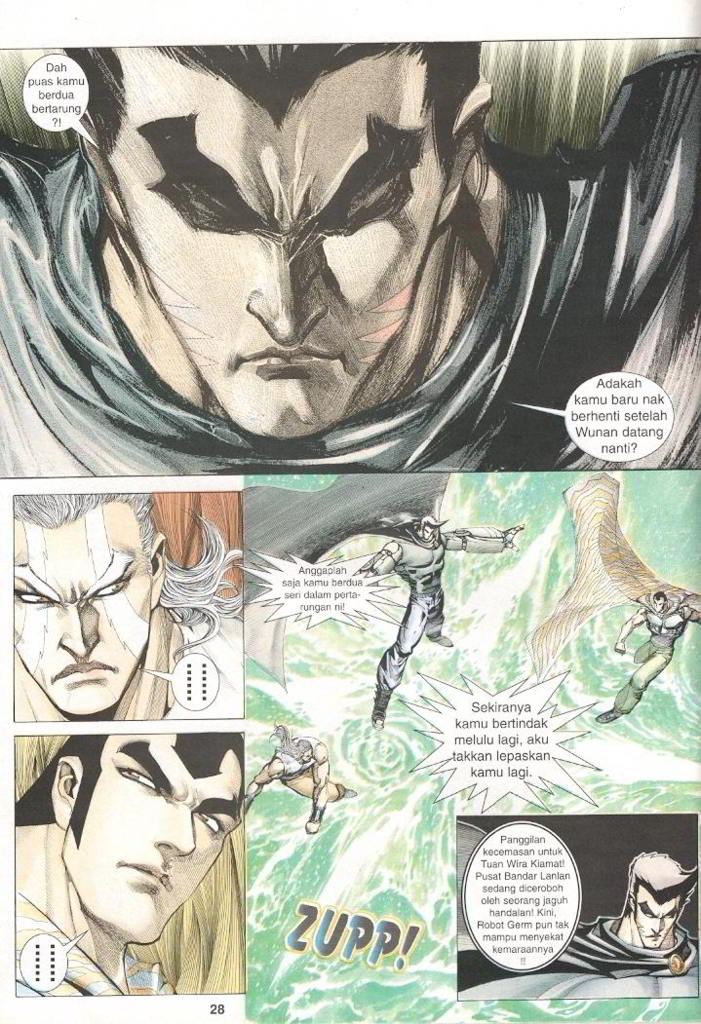 Dah
puas kamu
berdua
bertarung
?!
Adakah
kamu baru nak
berhenti setelah
Wunan datang
nanti?
Anggaplah
saja kamu berdua
seri dalam perta-
rungan ni!
Sekiranya
kamu bertindak
melulu lagi, aku
takkan lepaskan
kamu lagi.
Panggilan
kecemasan untuk
Tuan Wira Kiamat!
Pusat Bandar Lanlan
sedang diceroboh
oleh seorang jaguh
handalan! Kini,
Robot Germ pun tak
mampu menyekat
kemaraannya
!!
ZUPP!
28